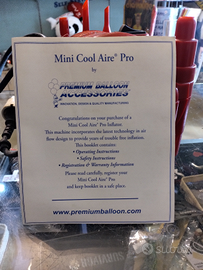 Mini Cool Aire® Pro
by
PREMIUM BALLOON
ACCESSORIES
INNOVATION, DESIGN & QUALITY MANUFACTURING
Congratulations on your purchase of a
Mini Cool Aire® Pro Inflator.
This machine incorporates the latest technology in air
flow design to provide years of trouble free inflation.
This booklet contains:
• Operating Instructions
• Safety Instructions
• Registration & Warranty Information
Please read carefully, register your
Mini Cool Aire® Pro
and keep booklet in a safe place.
www.premiumballoon.com
subito